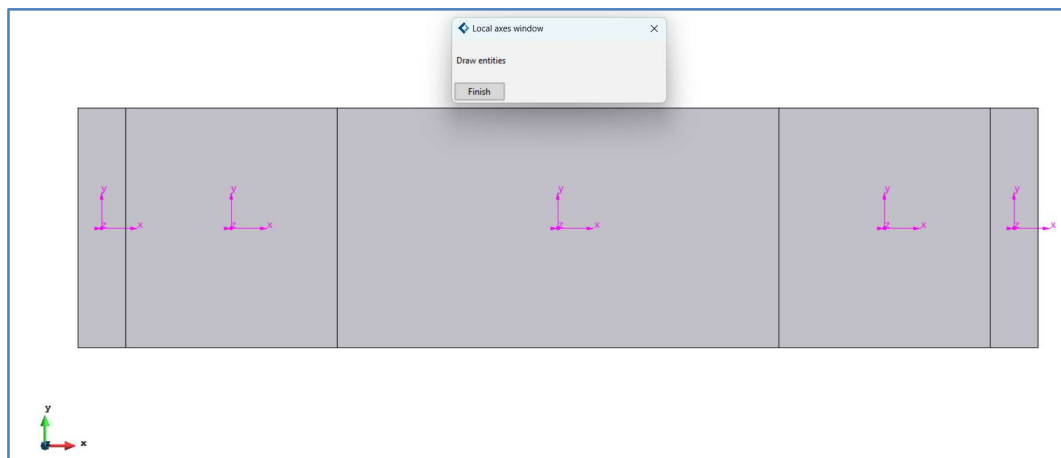 Local axes window
Draw entities
Finish
y y y y y
z x z x z x z x z x
y
z x